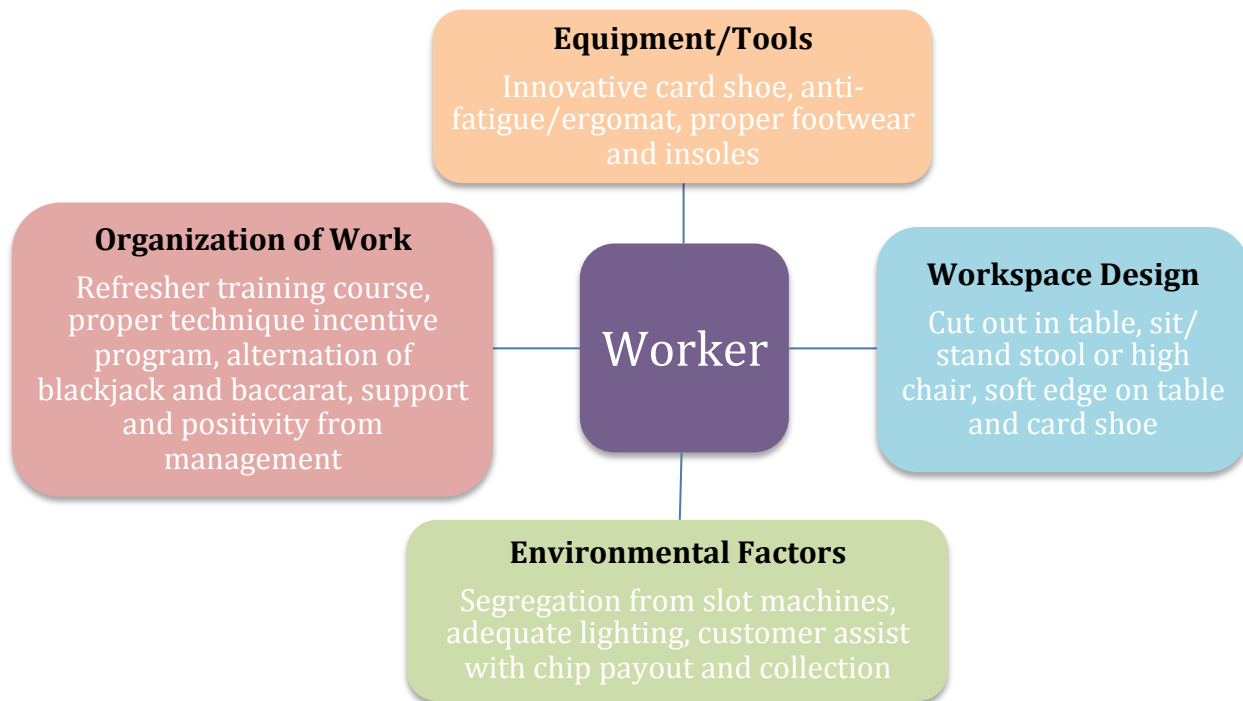 Equipment/Tools
Innovative card shoe, anti-
fatigue/ergomat, proper footwear
and insoles
Organization of Work
Refresher training course,
proper technique incentive
program, alternation of
blackjack and baccarat, support
and positivity from
management
Worker
Workspace Design
Cut out in table, sit/
stand stool or high
chair, soft edge on table
and card shoe
Environmental Factors
Segregation from slot machines,
adequate lighting, customer assist
with chip payout and collection